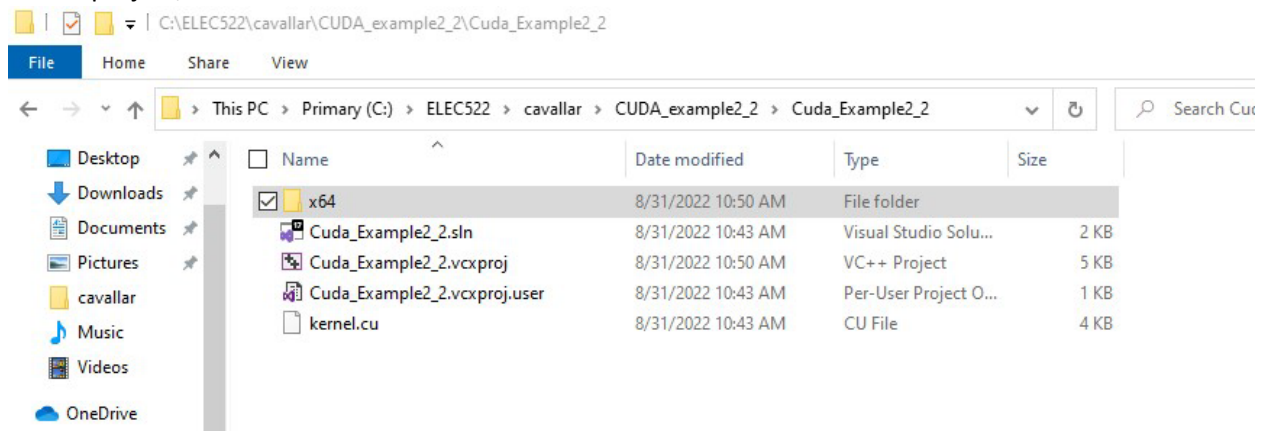 C:\ELEC522\cavallar\CUDA_example2_2\Cuda_Example2_2
File Home Share View
This PC > Primary (C:) > ELEC522 > cavallar > CUDA_example2_2 > Cuda_Example2_2 Search Cud
Desktop Name Date modified Type Size
Downloads x64 8/31/2022 10:50 AM File folder
Documents Cuda_Example2_2.sln 8/31/2022 10:43 AM Visual Studio Solu... 2 KB
Pictures Cuda_Example2_2.vcxproj 8/31/2022 10:50 AM VC++ Project 5 KB
cavallar Cuda_Example2_2.vcxproj.user 8/31/2022 10:43 AM Per-User Project O... 1 KB
Music kernel.cu 8/31/2022 10:43 AM CU File 4 KB
Videos
OneDrive